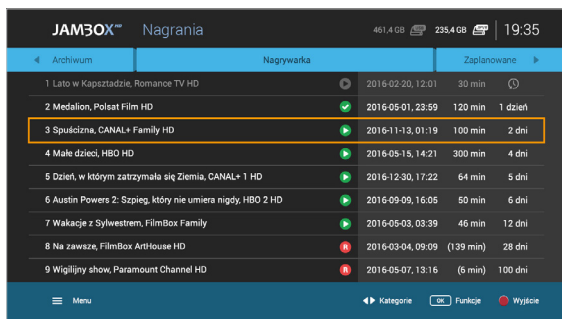 JAMBOX Nagrania 461,4 GB 235,4 GB 19:35
Archiwum Nagrywarka Zaplanowane
1 Lato w Kapsztadzie, Romance TV HD 2016-02-20, 12:01 30 min
2 Medalion, Polsat Film HD 2016-05-01, 23:59 120 min 1 dzień
3 Spuścizna, CANAL+ Family HD 2016-11-13, 01:19 100 min 2 dni
4 Małe dzieci, HBO HD 2016-05-15, 14:21 300 min 4 dni
5 Dzień, w którym zatrzymała się Ziemia, CANAL+ 1 HD 2016-12-30, 17:22 64 min 5 dni
6 Austin Powers 2: Szpieg, który nie umiera nigdy, HBO 2 HD 2016-09-09, 16:05 50 min 6 dni
7 Wakacje z Sylwestrem, FilmBox Family 2016-05-03, 03:39 46 min 12 dni
8 Na zawsze, FilmBox ArtHouse HD R 2016-03-04, 09:09 (139 min) 28 dni
9 Wigilijny show, Paramount Channel HD R 2016-05-07, 13:16 (6 min) 100 dni
Menu Kategorie OK Funkcje Wyjście